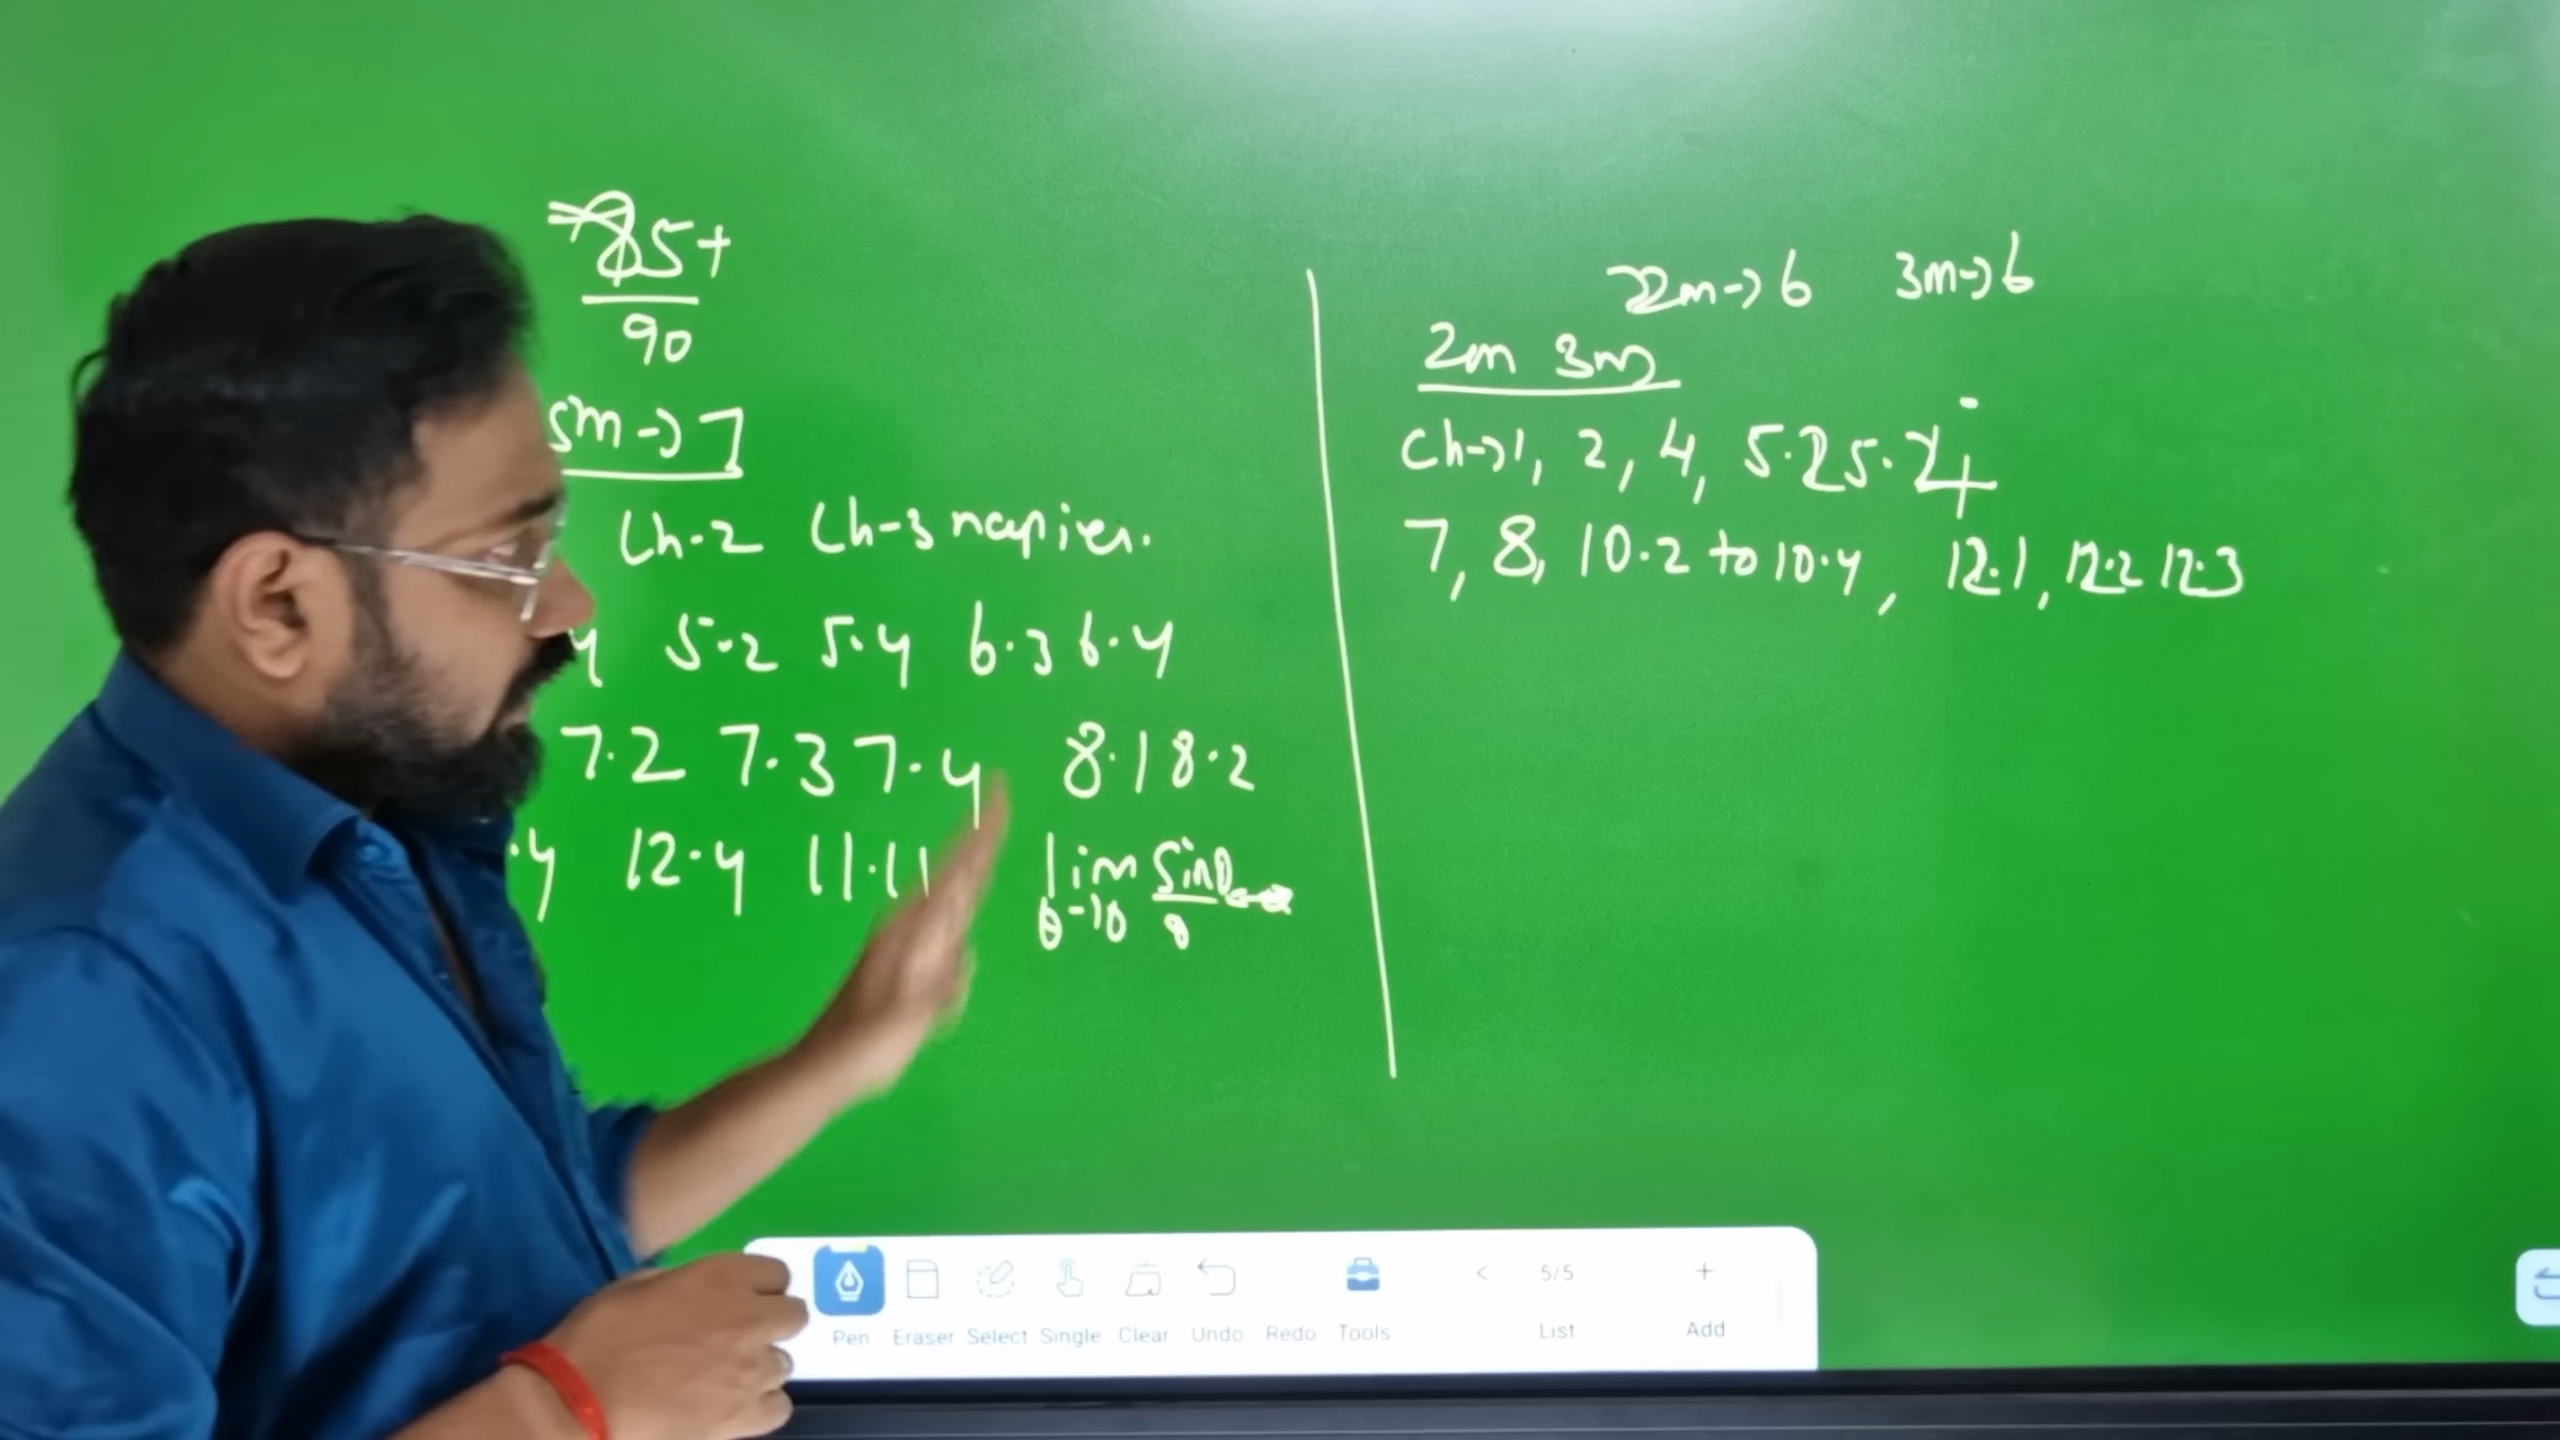 85+
90
5m→7
Ch-2 Ch-3 napier.
4 5.2 5.4 6.3 6.4
7.2 7.3 7.4 8.1 8.2
.4 12.4 11.11 lim sinθ
θ→0 θ
2m→6 3m→6
2m 3m
Ch→1, 2, 4, 5.2 5.4
7, 8, 10.2 to 10.4, 12.1, 12.2 12.3
< 5/5 +
Pen Eraser Select Single Clear Undo Redo Tools List Add